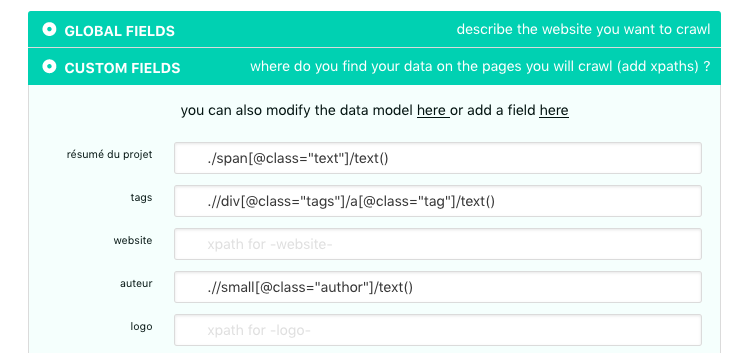 GLOBAL FIELDS describe the website you want to crawl
CUSTOM FIELDS where do you find your data on the pages you will crawl (add xpaths) ?
you can also modify the data model here or add a field here
résumé du projet ./span[@class="text"]/text()
tags .//div[@class="tags"]/a[@class="tag"]/text()
website xpath for -website-
auteur .//small[@class="author"]/text()
logo xpath for -logo-